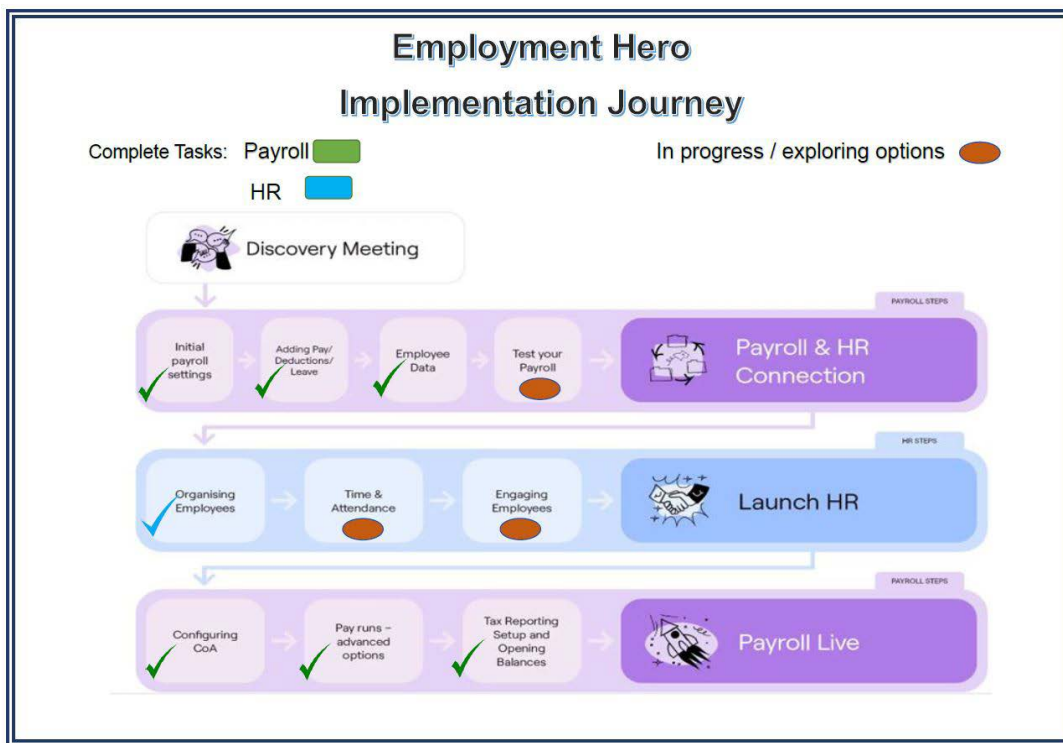 Employment Hero
Implementation Journey
Complete Tasks: Payroll
In progress / exploring options
HR
Discovery Meeting
PAYROLL STEPS
Initial
payroll
settings
Adding Pay/
Deductions/
Leave
Employee
Data
Test your
Payroll
Payroll & HR
Connection
HR STEPS
Organising
Employees
Time &
Attendance
Engaging
Employees
Launch HR
PAYROLL STEPS
Configuring
CoA
Pay runs –
advanced
options
Tax Reporting
Setup and
Opening
Balances
Payroll Live